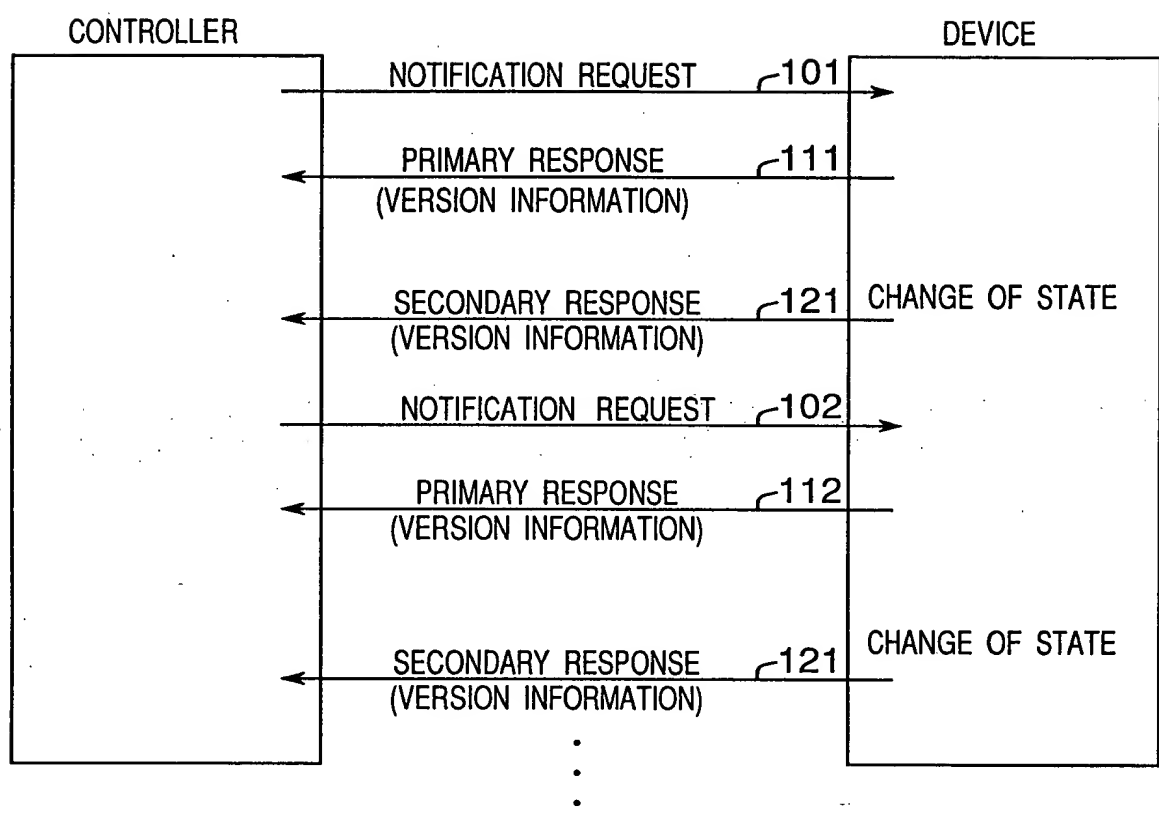 CONTROLLER
DEVICE
NOTIFICATION REQUEST 101
PRIMARY RESPONSE 111
(VERSION INFORMATION)
SECONDARY RESPONSE 121 CHANGE OF STATE
(VERSION INFORMATION)
NOTIFICATION REQUEST 102
PRIMARY RESPONSE 112
(VERSION INFORMATION)
CHANGE OF STATE
SECONDARY RESPONSE 121
(VERSION INFORMATION)